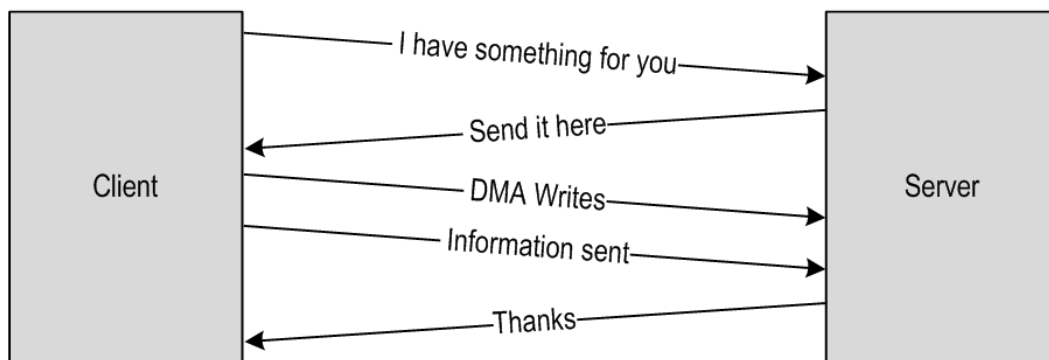 I have something for you
Send it here
Client
Server
DMA Writes
Information sent
Thanks